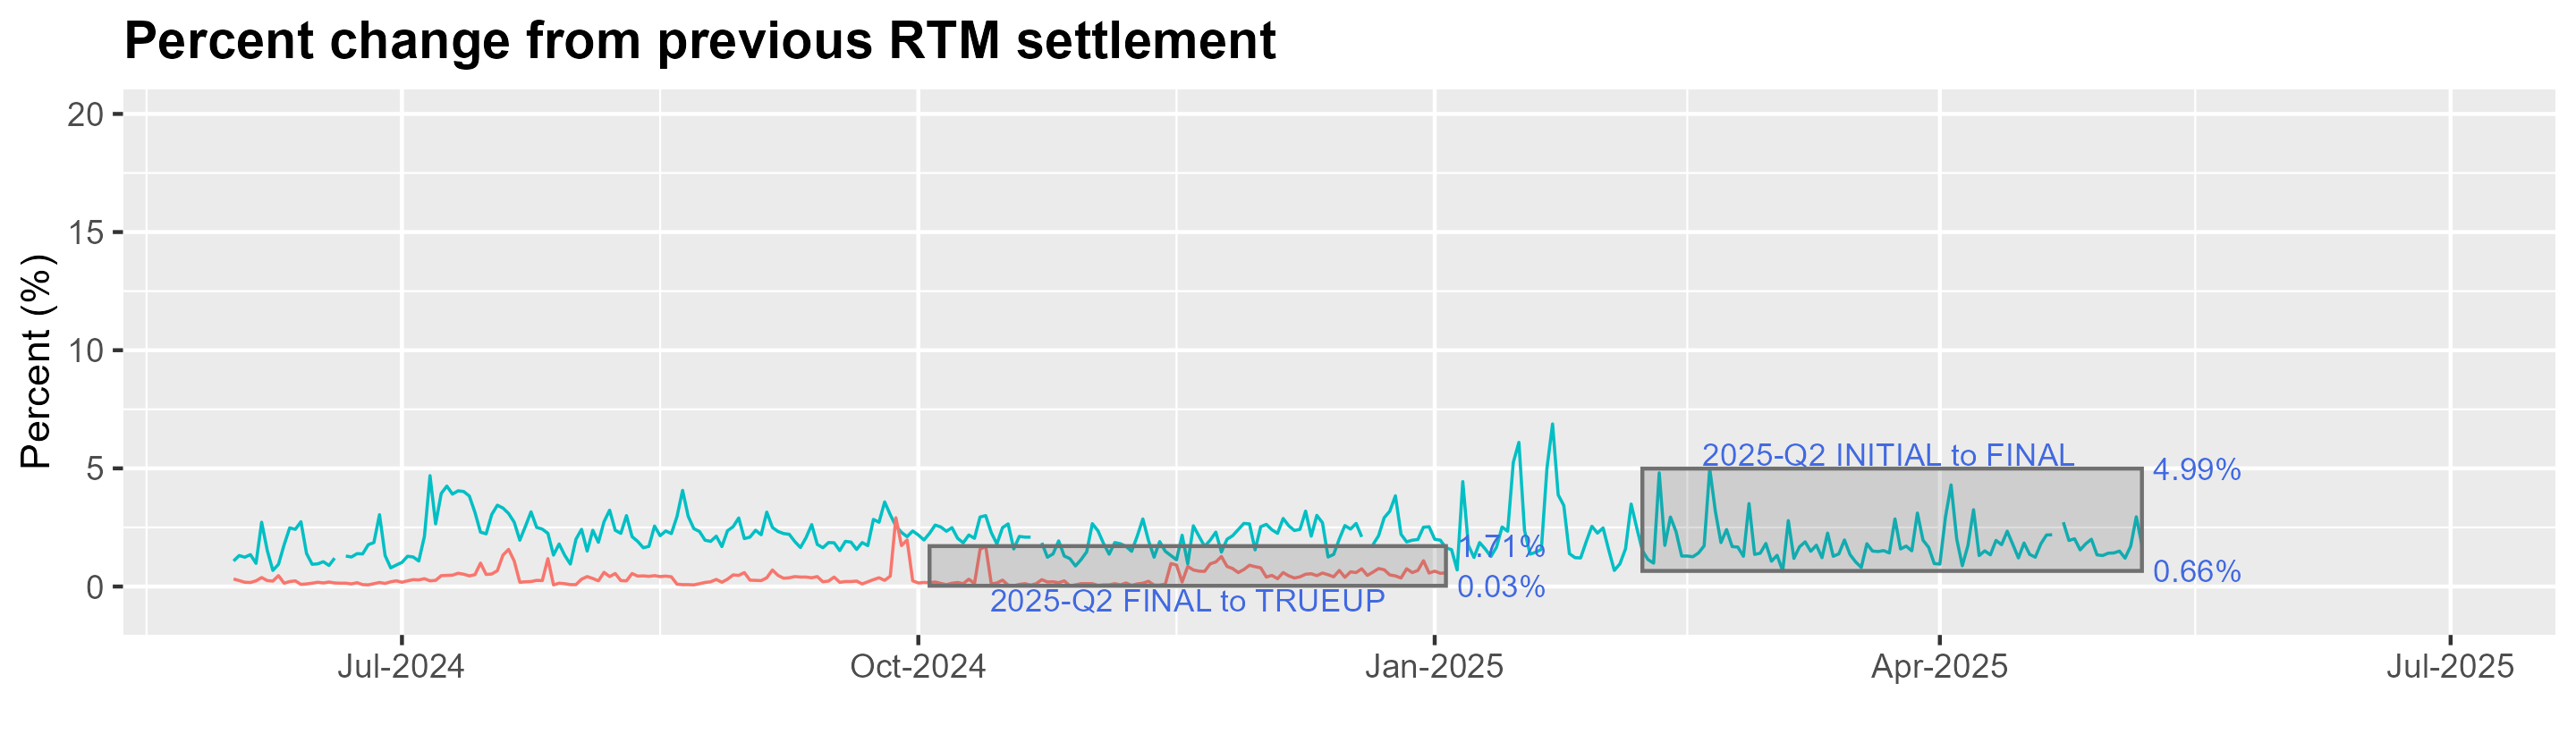 Percent change from previous RTM settlement
Percent (%)
20
15
10
5
0
2025-Q2 INITIAL to FINAL
4.99%
0.66%
1.71%
0.03%
2025-Q2 FINAL to TRUEUP
Jul-2024
Oct-2024
Jan-2025
Apr-2025
Jul-2025